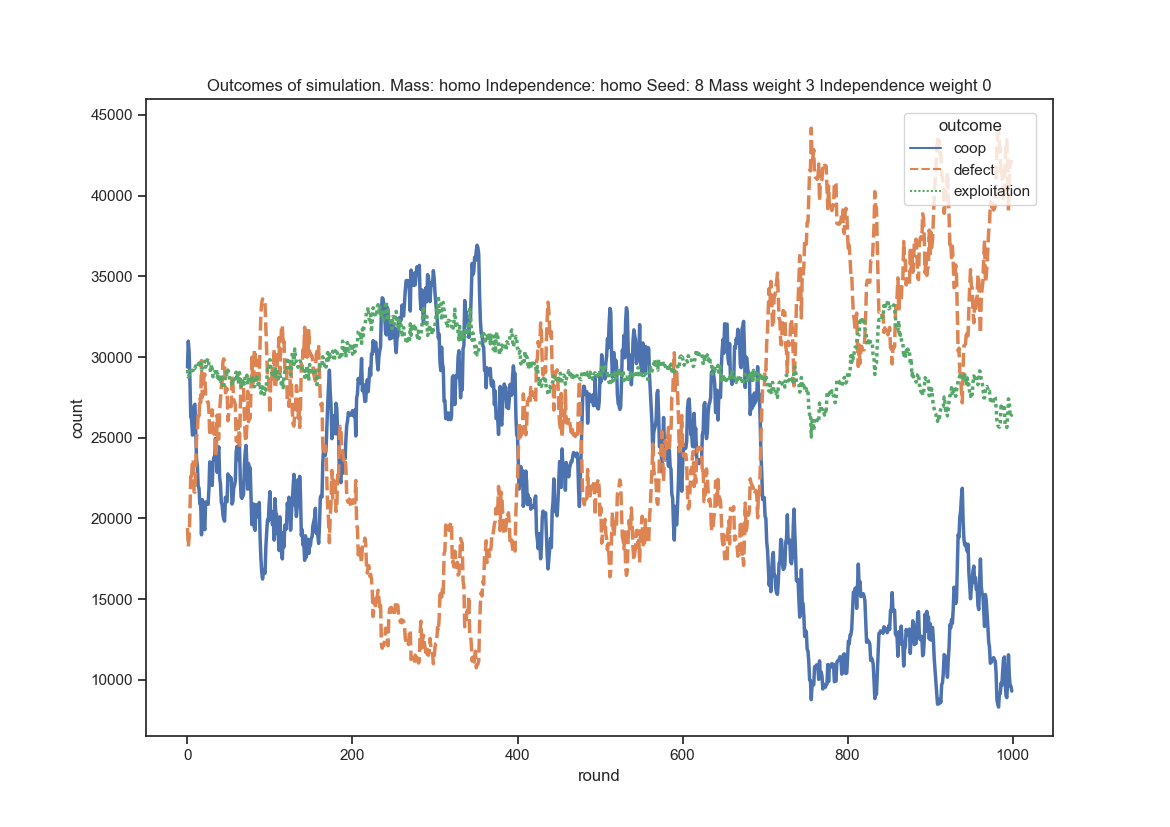 Outcomes of simulation. Mass: homo Independence: homo Seed: 8 Mass weight 3 Independence weight 0
outcome
coop
defect
exploitation
45000
40000
35000
30000
25000
20000
15000
10000
count
0 200 400 600 800 1000
round